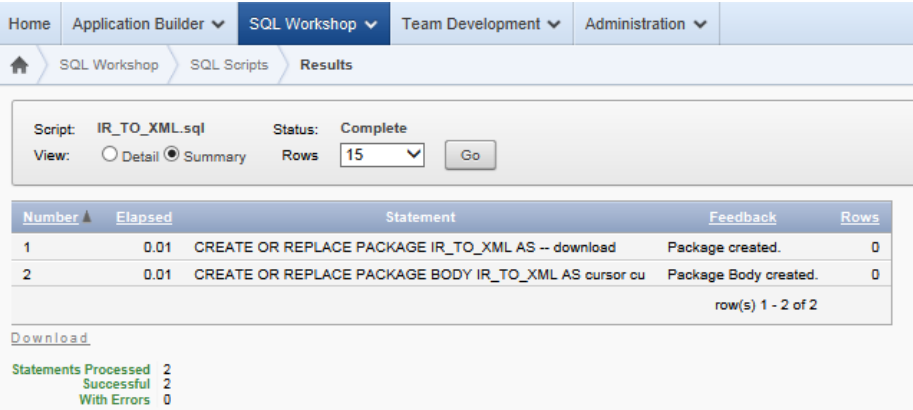 Home Application Builder SQL Workshop Team Development Administration
SQL Workshop SQL Scripts Results
Script: IR_TO_XML.sql Status: Complete
View: Detail Summary Rows 15 Go
Number Elapsed Statement Feedback Rows
1 0.01 CREATE OR REPLACE PACKAGE IR_TO_XML AS -- download Package created. 0
2 0.01 CREATE OR REPLACE PACKAGE BODY IR_TO_XML AS cursor cu Package Body created. 0
row(s) 1 - 2 of 2
Download
Statements Processed 2
Successful 2
With Errors 0